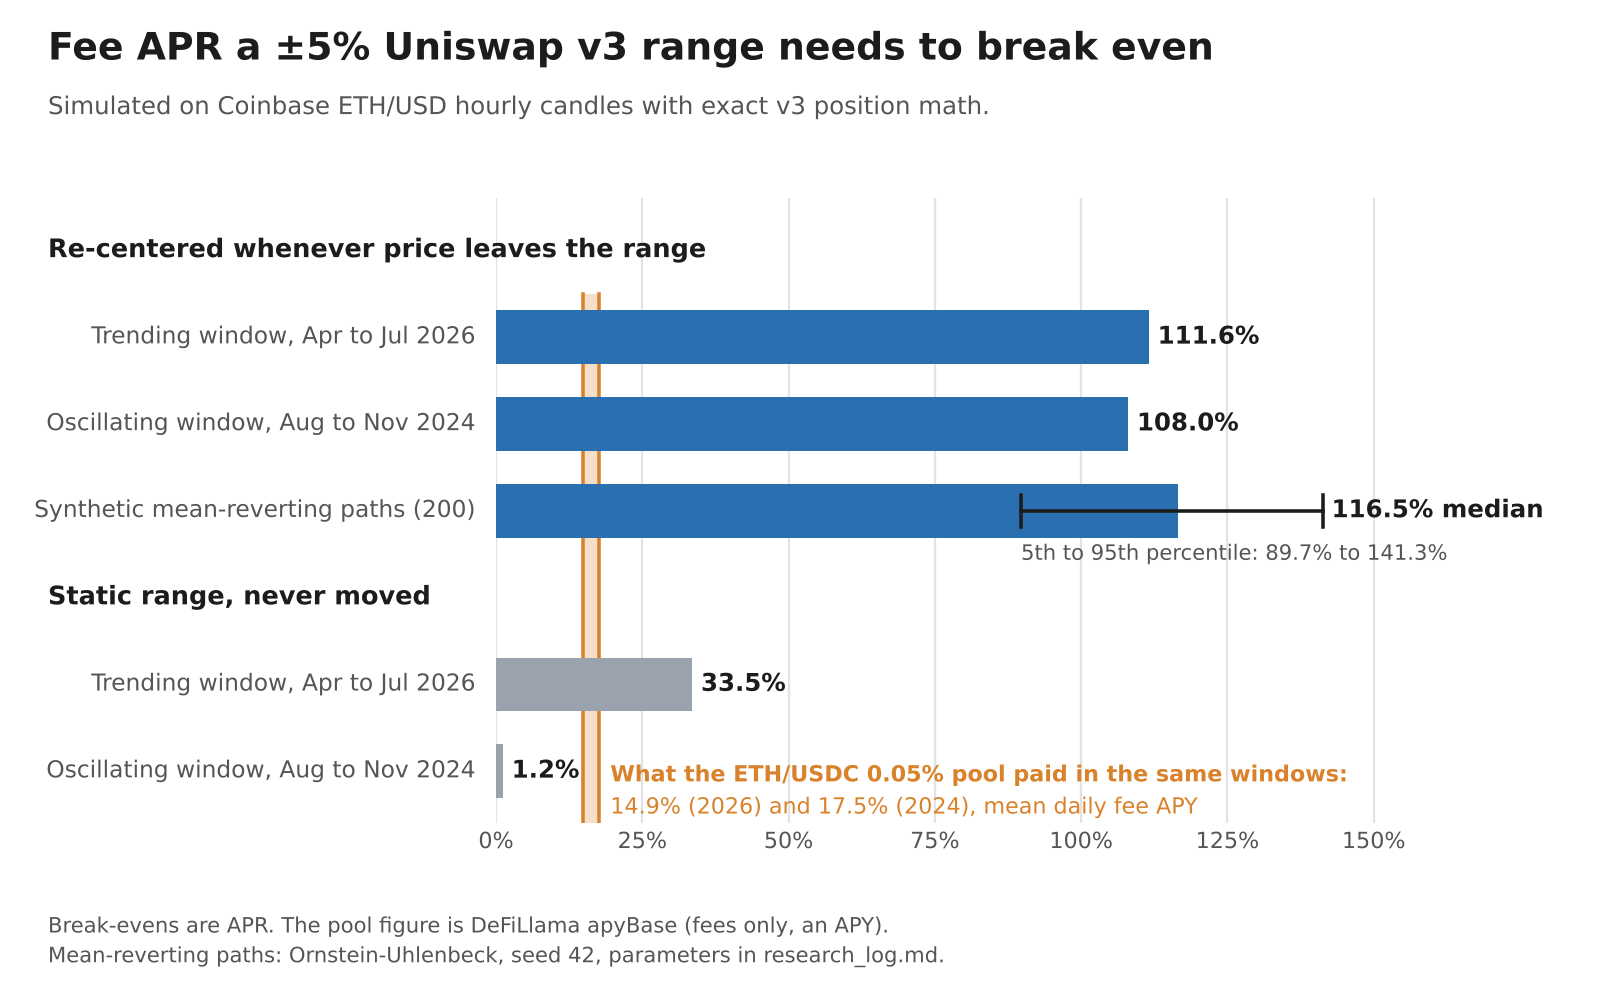 Fee APR a ±5% Uniswap v3 range needs to break even
Simulated on Coinbase ETH/USD hourly candles with exact v3 position math.
Re-centered whenever price leaves the range
Trending window, Apr to Jul 2026
111.6%
Oscillating window, Aug to Nov 2024
108.0%
Synthetic mean-reverting paths (200)
116.5% median
5th to 95th percentile: 89.7% to 141.3%
Static range, never moved
Trending window, Apr to Jul 2026
33.5%
Oscillating window, Aug to Nov 2024
1.2%
What the ETH/USDC 0.05% pool paid in the same windows:
14.9% (2026) and 17.5% (2024), mean daily fee APY
0% 25% 50% 75% 100% 125% 150%
Break-evens are APR. The pool figure is DeFiLlama apyBase (fees only, an APY).
Mean-reverting paths: Ornstein-Uhlenbeck, seed 42, parameters in research_log.md.